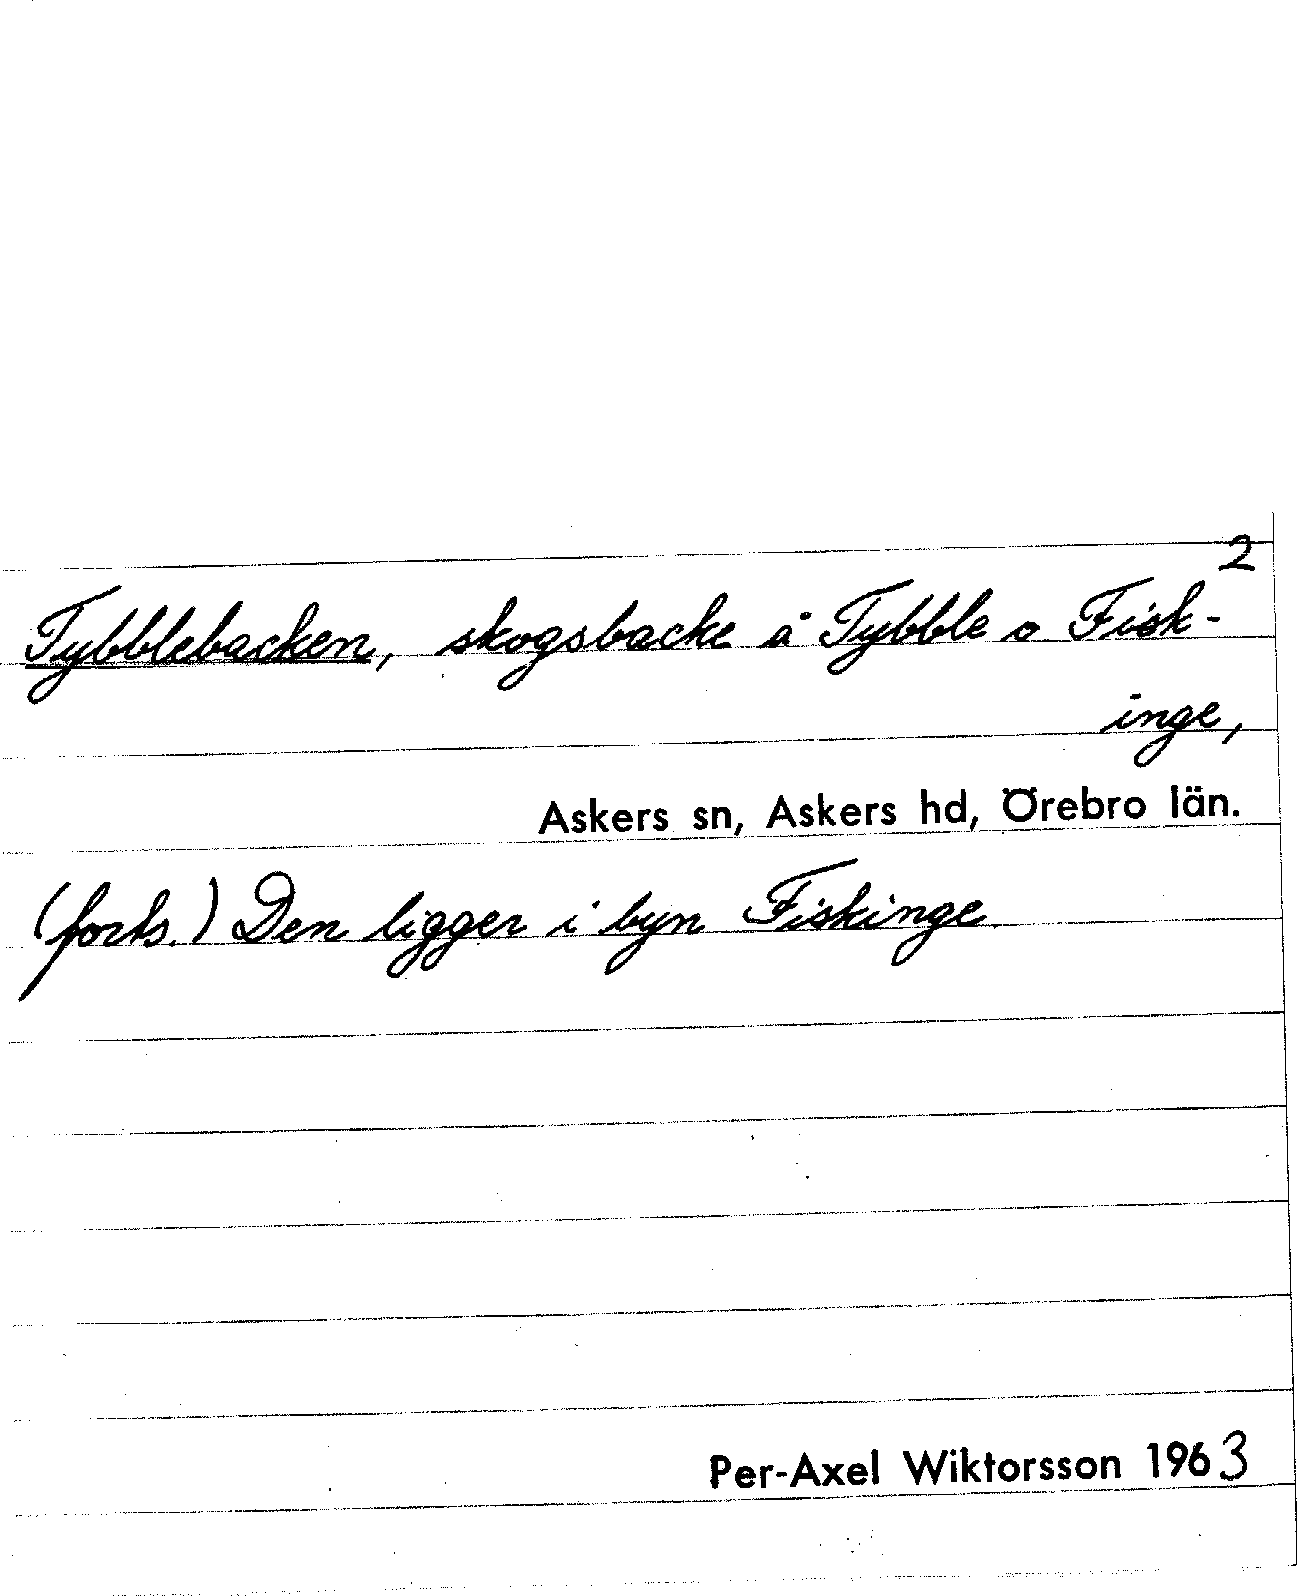 2
Tybblebacken, skogsbacke å Tybble o Fisk-
inge,
Askers sn, Askers hd, Örebro län.
(forts.) Den ligger i byn Fiskinge.
Per-Axel Wiktorsson 1963